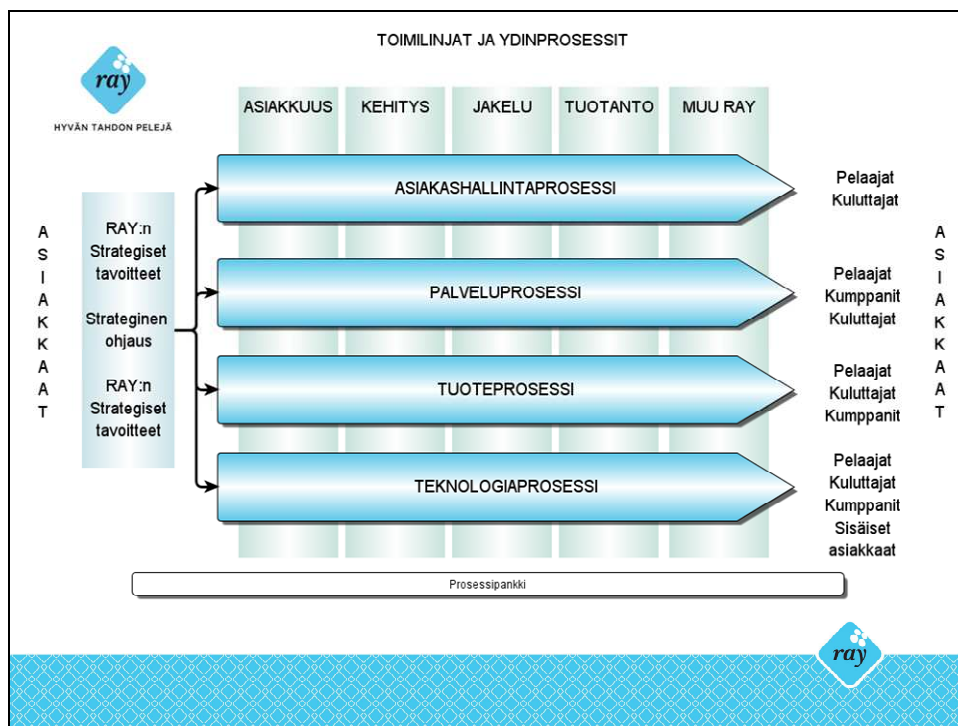 TOIMILINJAT JA YDINPROSESSIT
ray
HYVÄN TAHDON PELEJÄ
ASIAKKUUS
KEHITYS
JAKELU
TUOTANTO
MUU RAY
ASIAKKAAT
RAY:n
Strategiset
tavoitteet
Strateginen
ohjaus
RAY:n
Strategiset
tavoitteet
ASIAKASHALLINTAPROSESSI
Pelaajat
Kuluttajat
PALVELUPROSESSI
Pelaajat
Kumppanit
Kuluttajat
TUOTEPROSESSI
Pelaajat
Kuluttajat
Kumppanit
TEKNOLOGIAPROSESSI
Pelaajat
Kuluttajat
Kumppanit
Sisäiset
asiakkaat
ASIAKKAAT
Prosessipankki
ray